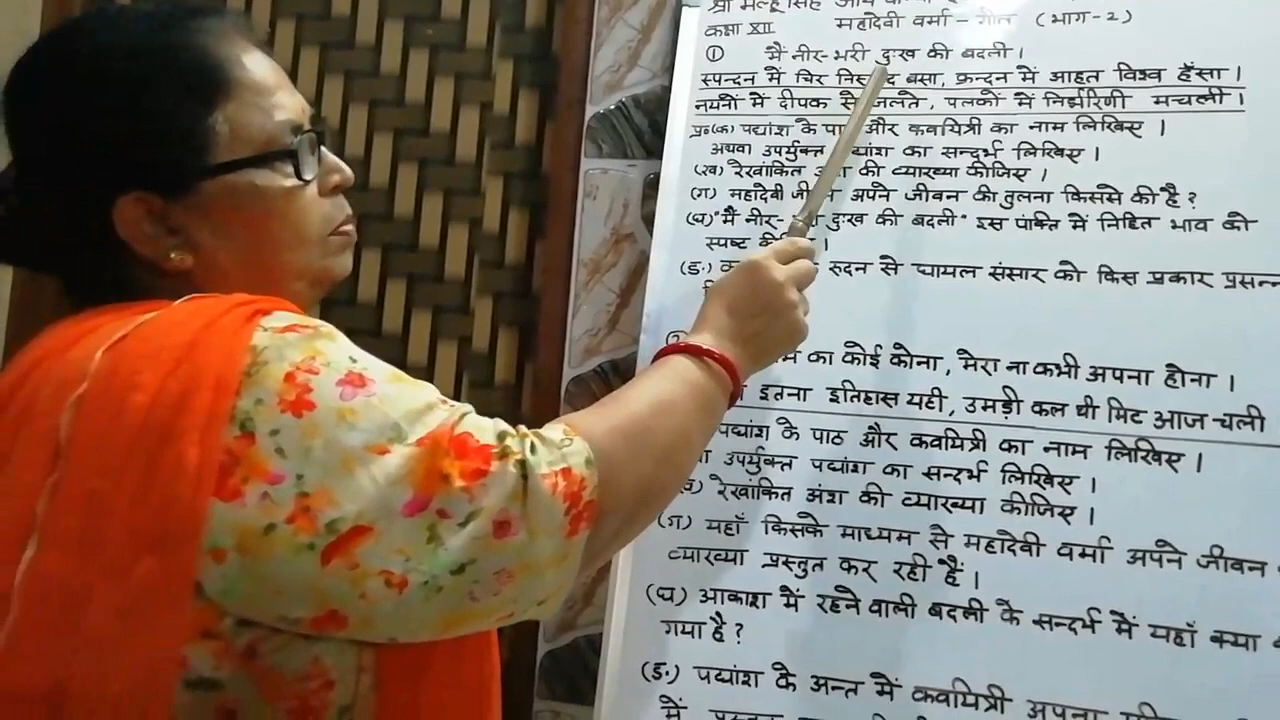 श्री मल्हू सिंह आर्य
कक्षा XII महादेवी वर्मा - गीत (भाग-2)
① मैं नीर-भरी दुःख की बदली।
स्पन्दन में चिर बसा, क्रन्दन में आहत विश्व हँसा।
नयनों में दीपक से जलते, पलकों में निर्झरिणी मचली।
प्र०(क) पद्यांश के पाठ और कवयित्री का नाम लिखिए।
अथवा उपर्युक्त पद्यांश का सन्दर्भ लिखिए।
(ख) रेखांकित अंश की व्याख्या कीजिए।
(ग) महादेवी जी अपने जीवन की तुलना किससे की है?
(घ) "मैं नीर- दुःख की बदली" इस पंक्ति में निहित भाव को
स्पष्ट कीजिए।
(ङ.) रुदन से घायल संसार को किस प्रकार प्रसन्न
का कोई कोना, मेरा ना कभी अपना होना।
इतना इतिहास यही, उमड़ी कल थी मिट आज चली
पद्यांश के पाठ और कवयित्री का नाम लिखिए।
उपर्युक्त पद्यांश का सन्दर्भ लिखिए।
(ख) रेखांकित अंश की व्याख्या कीजिए।
(ग) यहाँ किसके माध्यम से महादेवी वर्मा अपने जीवन
व्याख्या प्रस्तुत कर रही हैं।
(घ) आकाश में रहने वाली बदली के सन्दर्भ में यहाँ क्या
गया है?
(ङ.) पद्यांश के अन्त में कवयित्री अपना
में